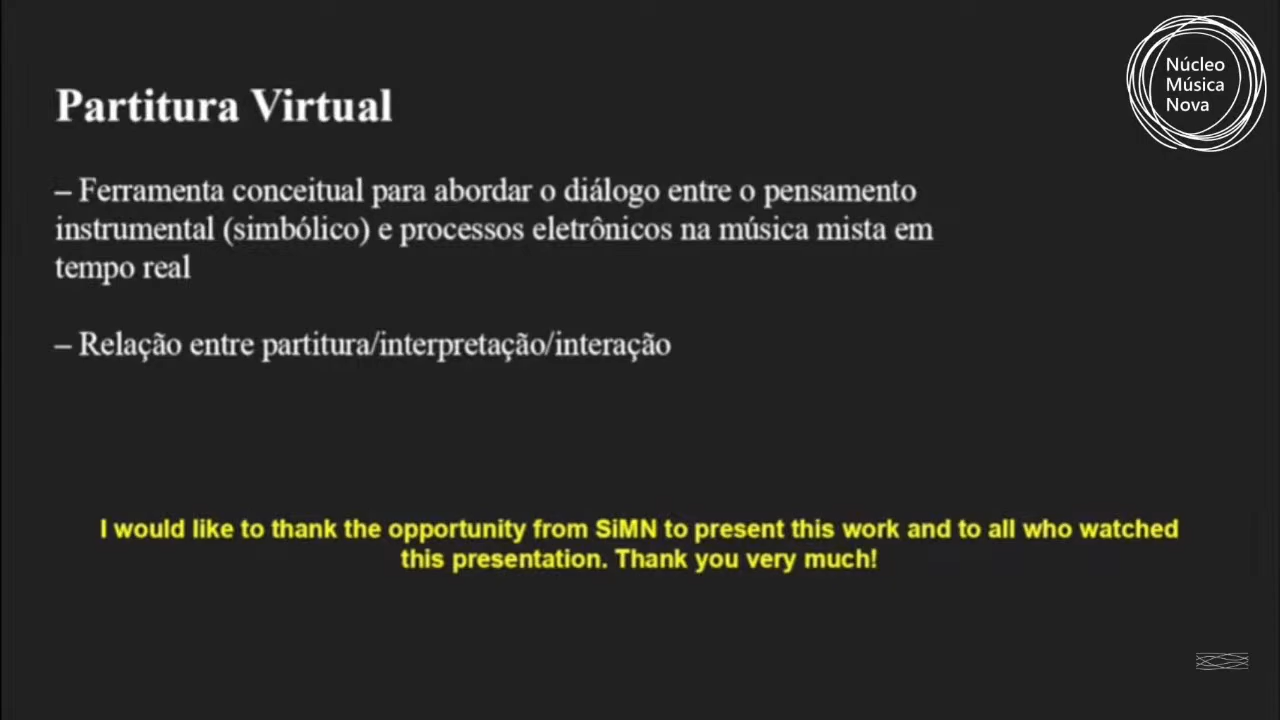 Núcleo
Música
Nova
Partitura Virtual
– Ferramenta conceitual para abordar o diálogo entre o pensamento
instrumental (simbólico) e processos eletrônicos na música mista em
tempo real
– Relação entre partitura/interpretação/interação
I would like to thank the opportunity from SiMN to present this work and to all who watched
this presentation. Thank you very much!